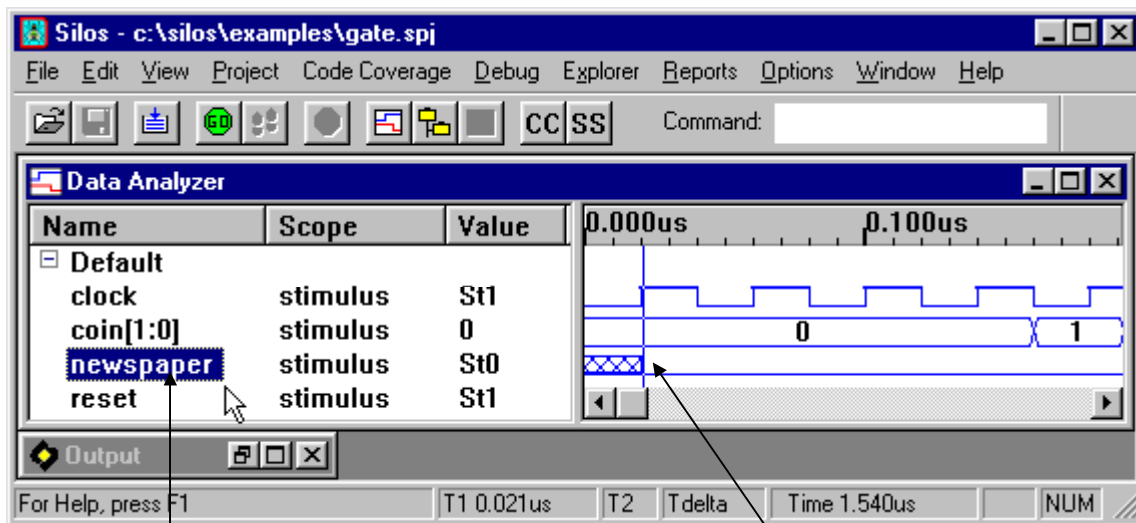 Silos - c:\silos\examples\gate.spj
File Edit View Project Code Coverage Debug Explorer Reports Options Window Help
GO CC SS Command:
Data Analyzer
Name Scope Value 0.000us 0.100us
Default
clock stimulus St1
coin[1:0] stimulus 0 0 1
newspaper stimulus St0
reset stimulus St1
Output
For Help, press F1 T1 0.021us T2 Tdelta Time 1.540us NUM